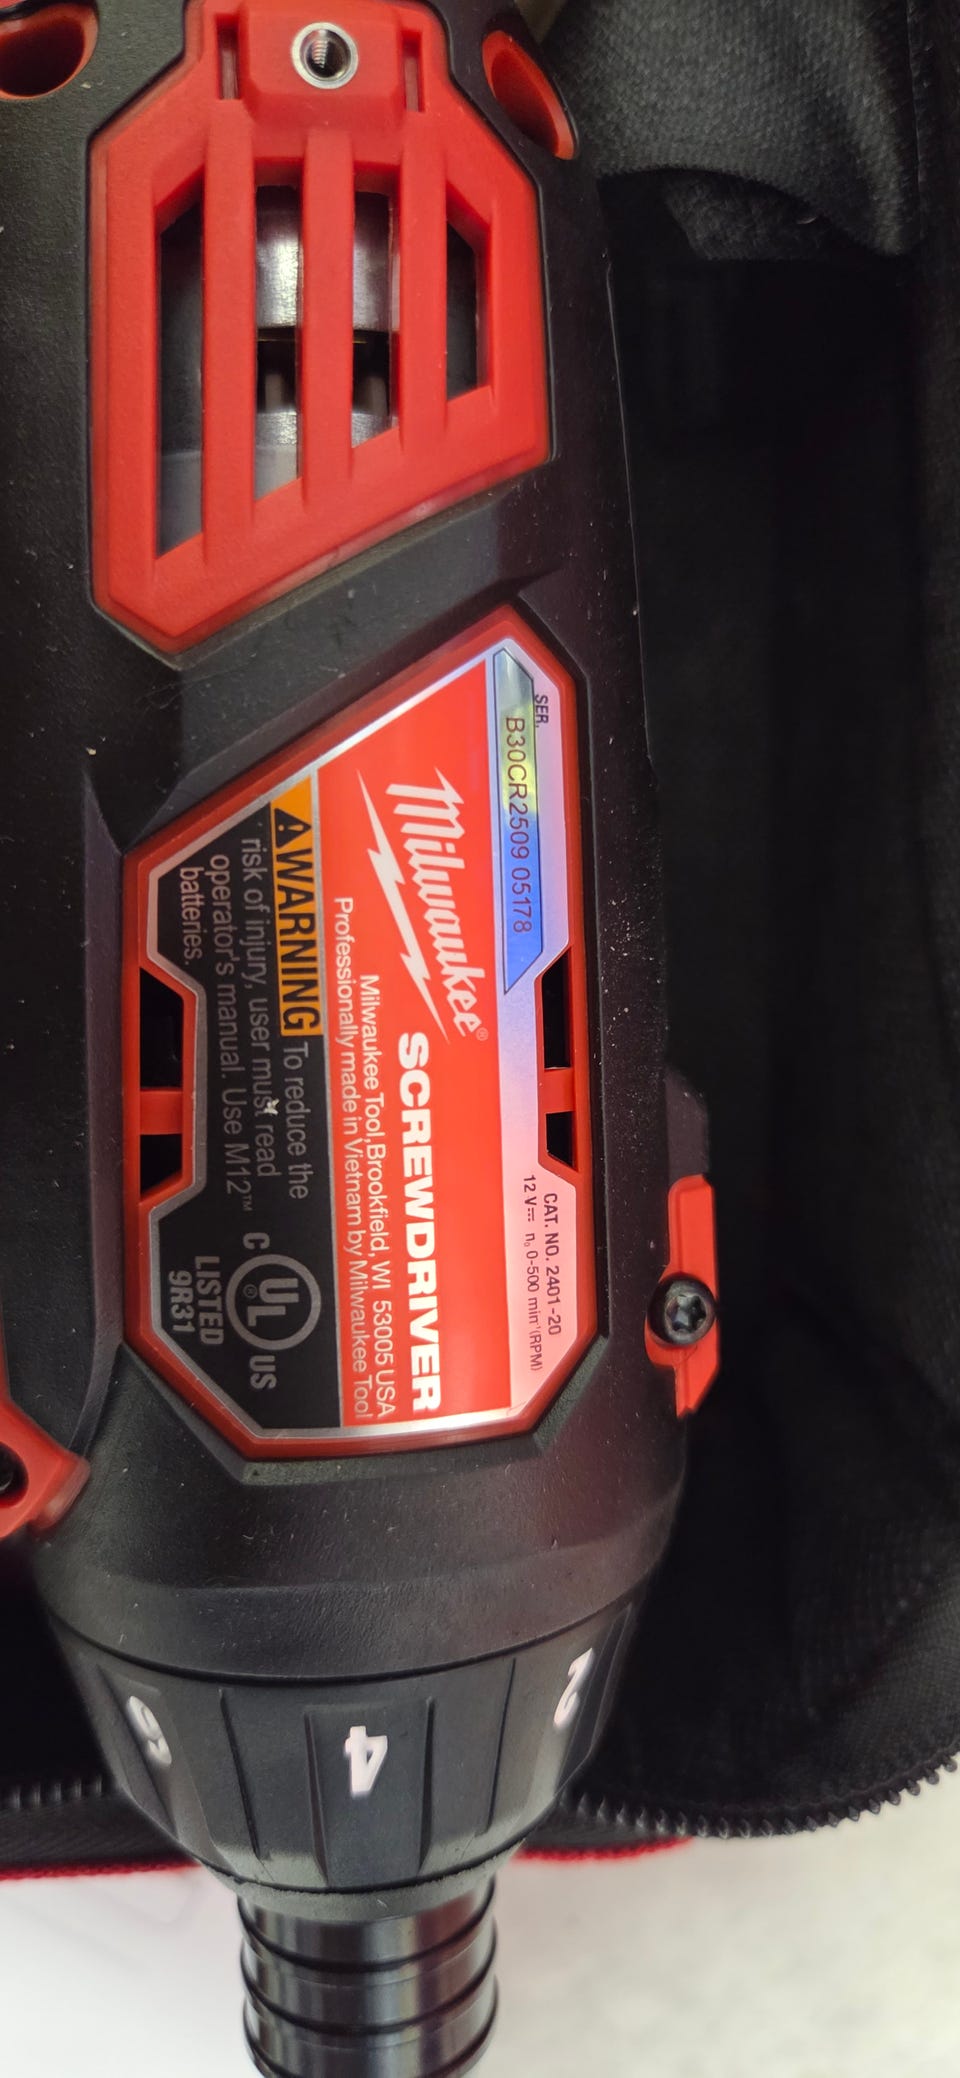 SER.
B30CR2509 05178
CAT. NO. 2401-20
12 V⎓ n₀ 0-500 min⁻¹(RPM)
Milwaukee®
SCREWDRIVER
Milwaukee Tool,Brookfield, WI 53005 USA
Professionally made in Vietnam by Milwaukee Tool
⚠WARNING To reduce the
risk of injury, user must read
operator's manual. Use M12™
batteries.
C UL® US
LISTED
9R31
2
4
6